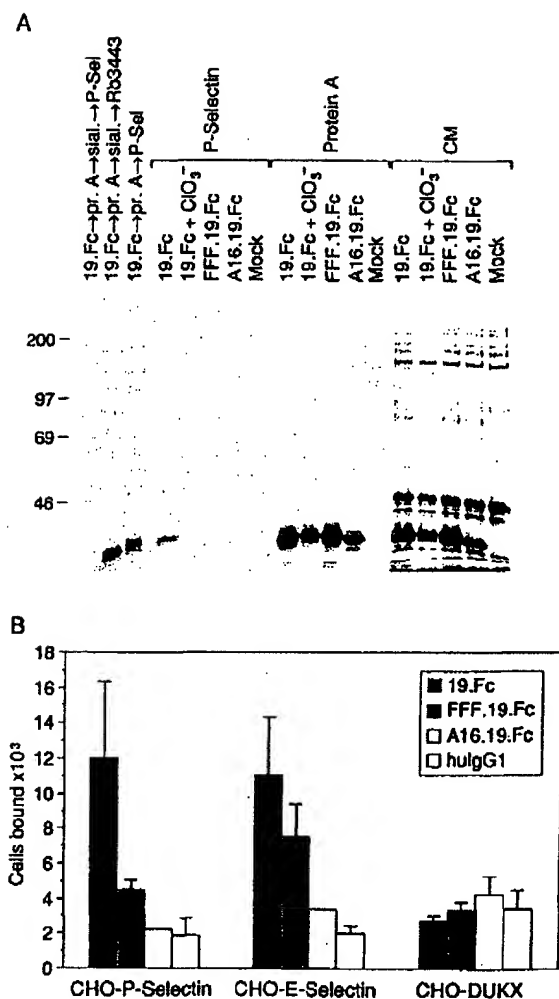 A
P-Selectin
Protein A
CM
19.Fc→pr. A→sial.→P-Sel
19.Fc→pr. A→sial.→Rb3443
19.Fc→pr. A→P-Sel
19.Fc
19.Fc + ClO₃⁻
FFF.19.Fc
A16.19.Fc
Mock
19.Fc
19.Fc + ClO₃⁻
FFF.19.Fc
A16.19.Fc
Mock
19.Fc
19.Fc + ClO₃⁻
FFF.19.Fc
A16.19.Fc
Mock
200
97
69
46
B
18
16
14
12
10
8
6
4
2
0
Cells bound x10³
19.Fc
FFF.19.Fc
A16.19.Fc
huIgG1
CHO-P-Selectin
CHO-E-Selectin
CHO-DUKX